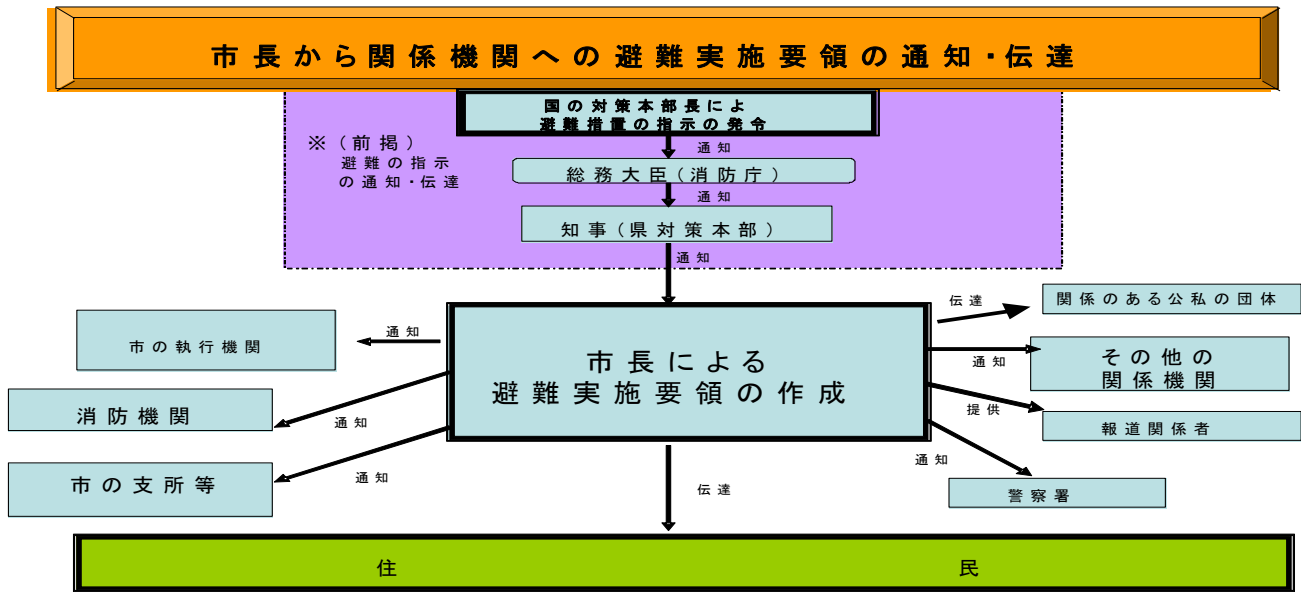 市長から関係機関への避難実施要領の通知・伝達
国の対策本部長によ
避難措置の指示の発令
※(前掲)
避難の指示
の通知・伝達
通知
総務大臣(消防庁)
通知
知事(県対策本部)
通知
市長による
避難実施要領の作成
通知
市の執行機関
通知
消防機関
通知
市の支所等
伝達
関係のある公私の団体
通知
その他の
関係機関
提供
報道関係者
通知
警察署
伝達
住民